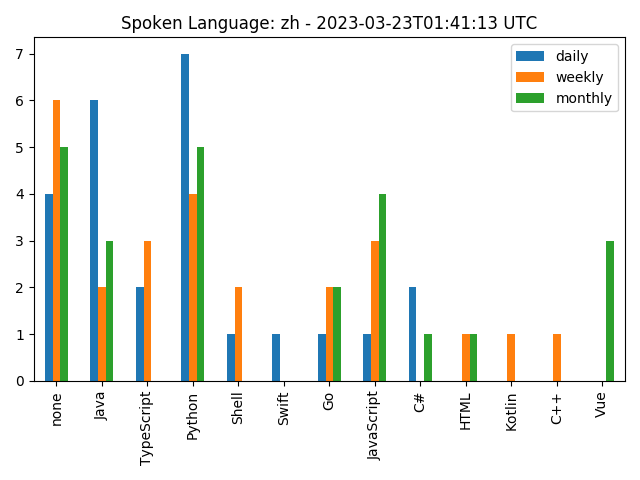 Spoken Language: zh - 2023-03-23T01:41:13 UTC
daily
weekly
monthly
7
6
5
4
3
2
1
0
none
Java
TypeScript
Python
Shell
Swift
Go
JavaScript
C#
HTML
Kotlin
C++
Vue